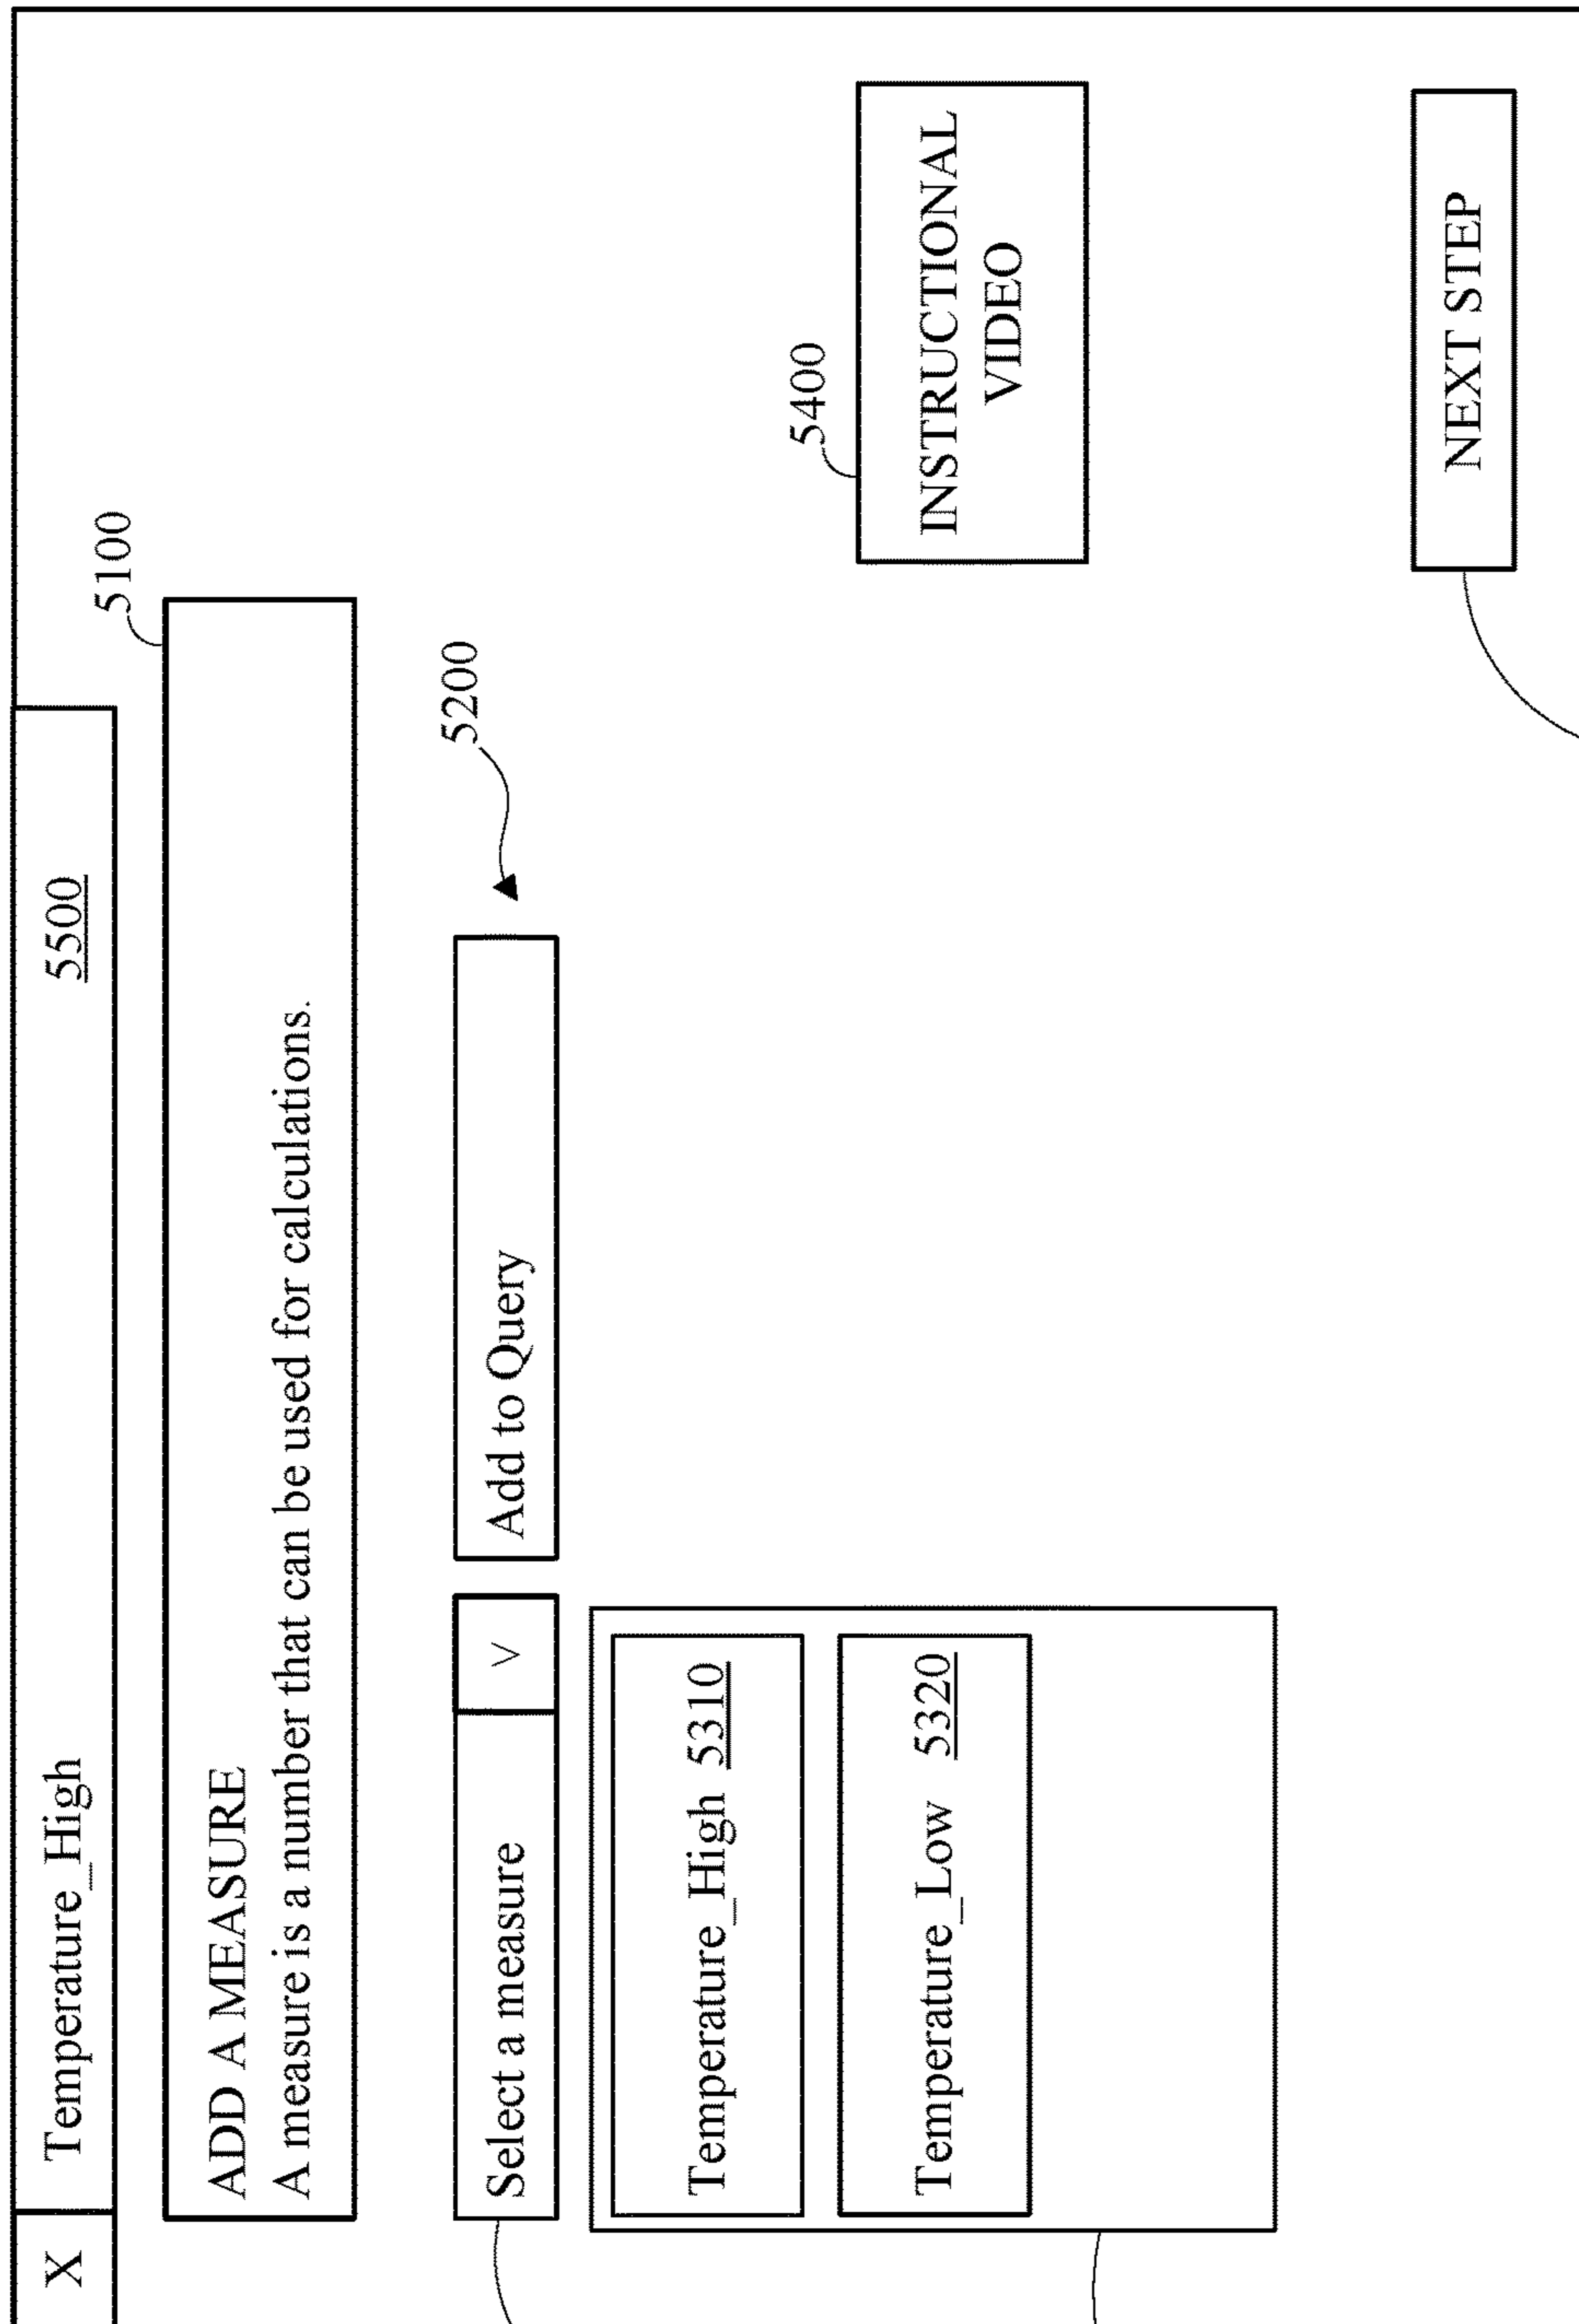 X Temperature_High 5500
5100
ADD A MEASURE
A measure is a number that can be used for calculations.
5200
Select a measure V Add to Query
Temperature_High 5310
Temperature_Low 5320
5400
INSTRUCTIONAL
VIDEO
NEXT STEP